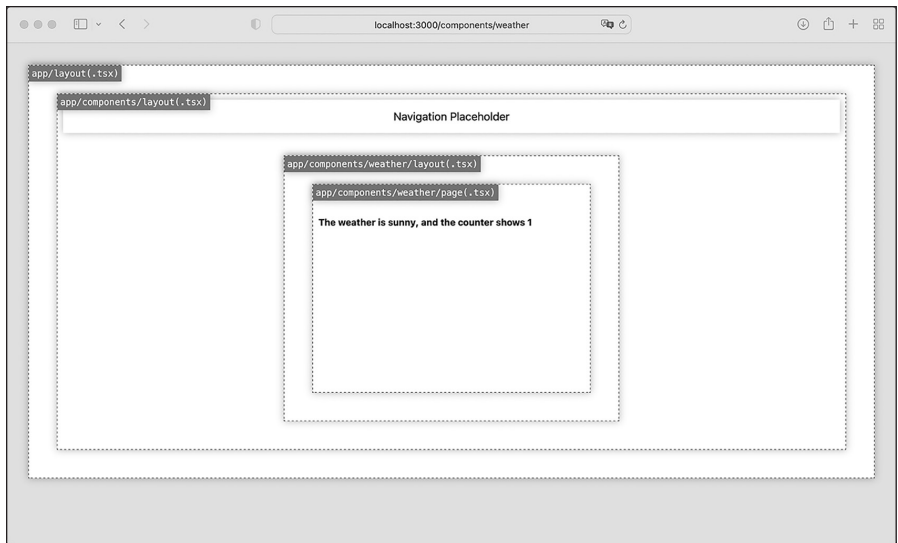 localhost:3000/components/weather
app/layout(.tsx)
app/components/layout(.tsx)
Navigation Placeholder
app/components/weather/layout(.tsx)
app/components/weather/page(.tsx)
The weather is sunny, and the counter shows 1